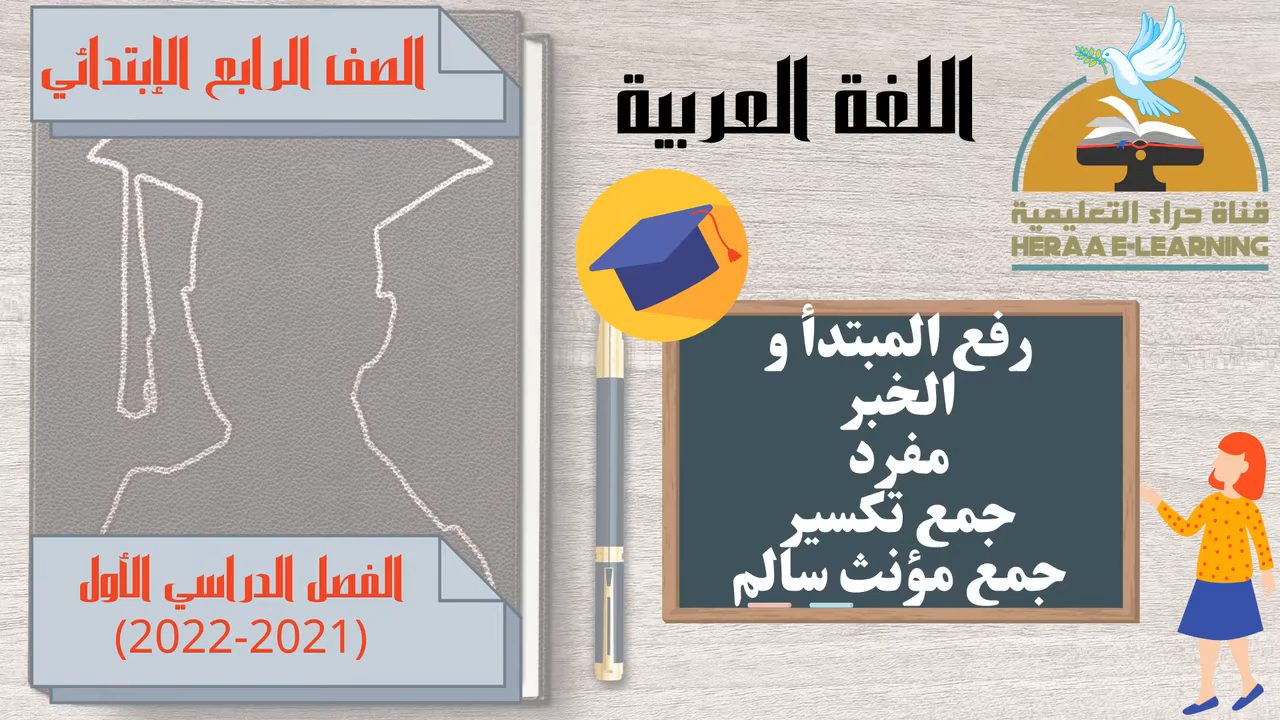 الصف الرابع الإبتدائي
اللغة العربية
قناة حراء التعليمية
HERAA E-LEARNING
رفع المبتدأ و
الخبر
مفرد
جمع تكسير
جمع مؤنث سالم
الفصل الدراسي الأول
(2022-2021)